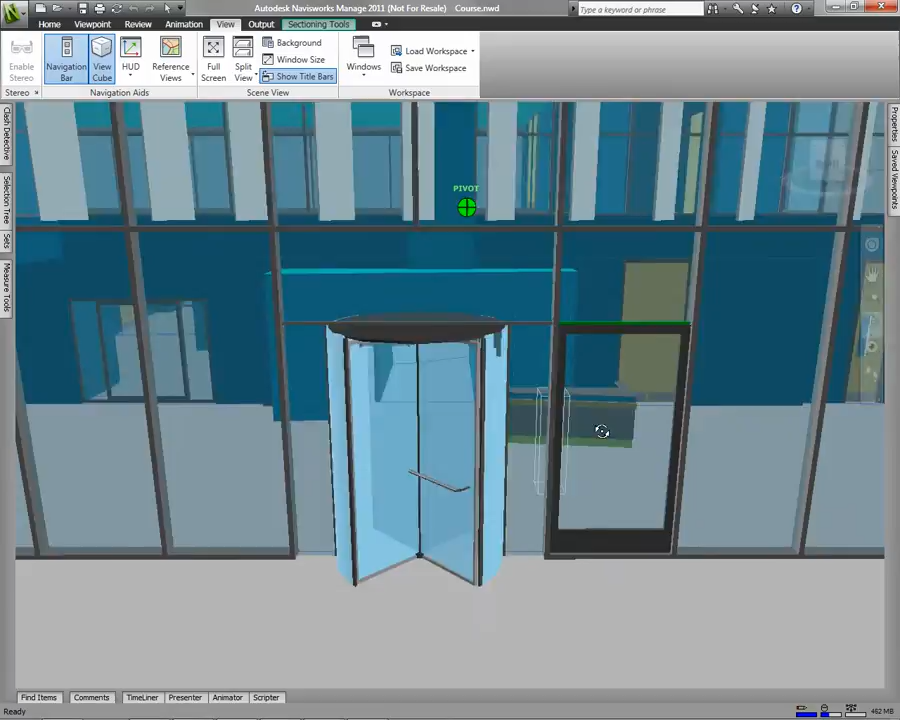 Autodesk Navisworks Manage 2011 (Not For Resale) Course.nwd
Type a keyword or phrase
Home Viewpoint Review Animation View Output Sectioning Tools
Enable Stereo
Navigation Bar
View Cube
HUD
Reference Views
Full Screen
Split View
Background
Window Size
Show Title Bars
Windows
Load Workspace
Save Workspace
Stereo Navigation Aids Scene View Workspace
Clash Detective
Selection Tree
Sets
Measure Tools
Properties
Saved Viewpoints
PIVOT
Find Items Comments TimeLiner Presenter Animator Scripter
Ready
462 MB